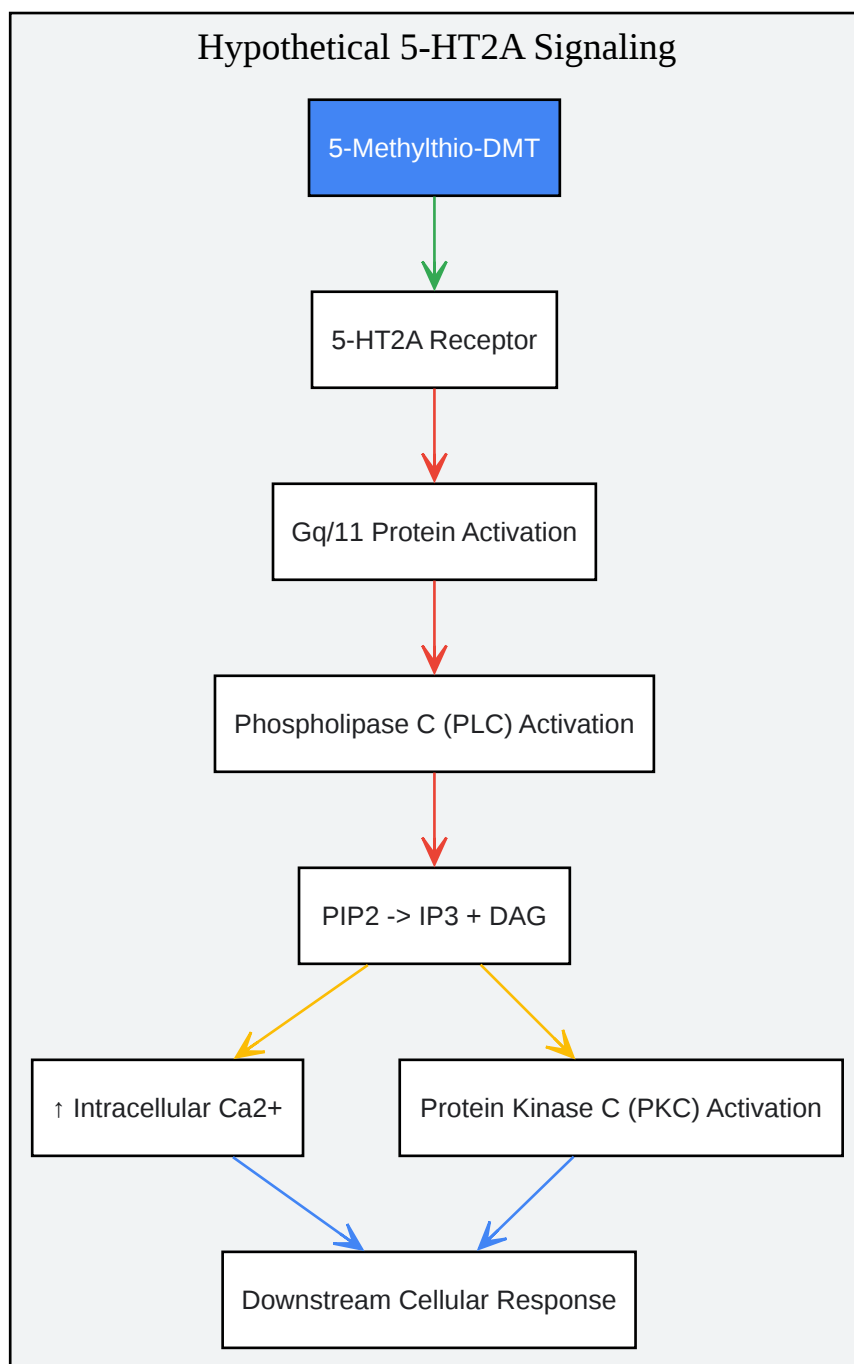 Hypothetical 5-HT2A Signaling
5-Methylthio-DMT
5-HT2A Receptor
Gq/11 Protein Activation
Phospholipase C (PLC) Activation
PIP2 -> IP3 + DAG
↑ Intracellular Ca2+
Protein Kinase C (PKC) Activation
Downstream Cellular Response